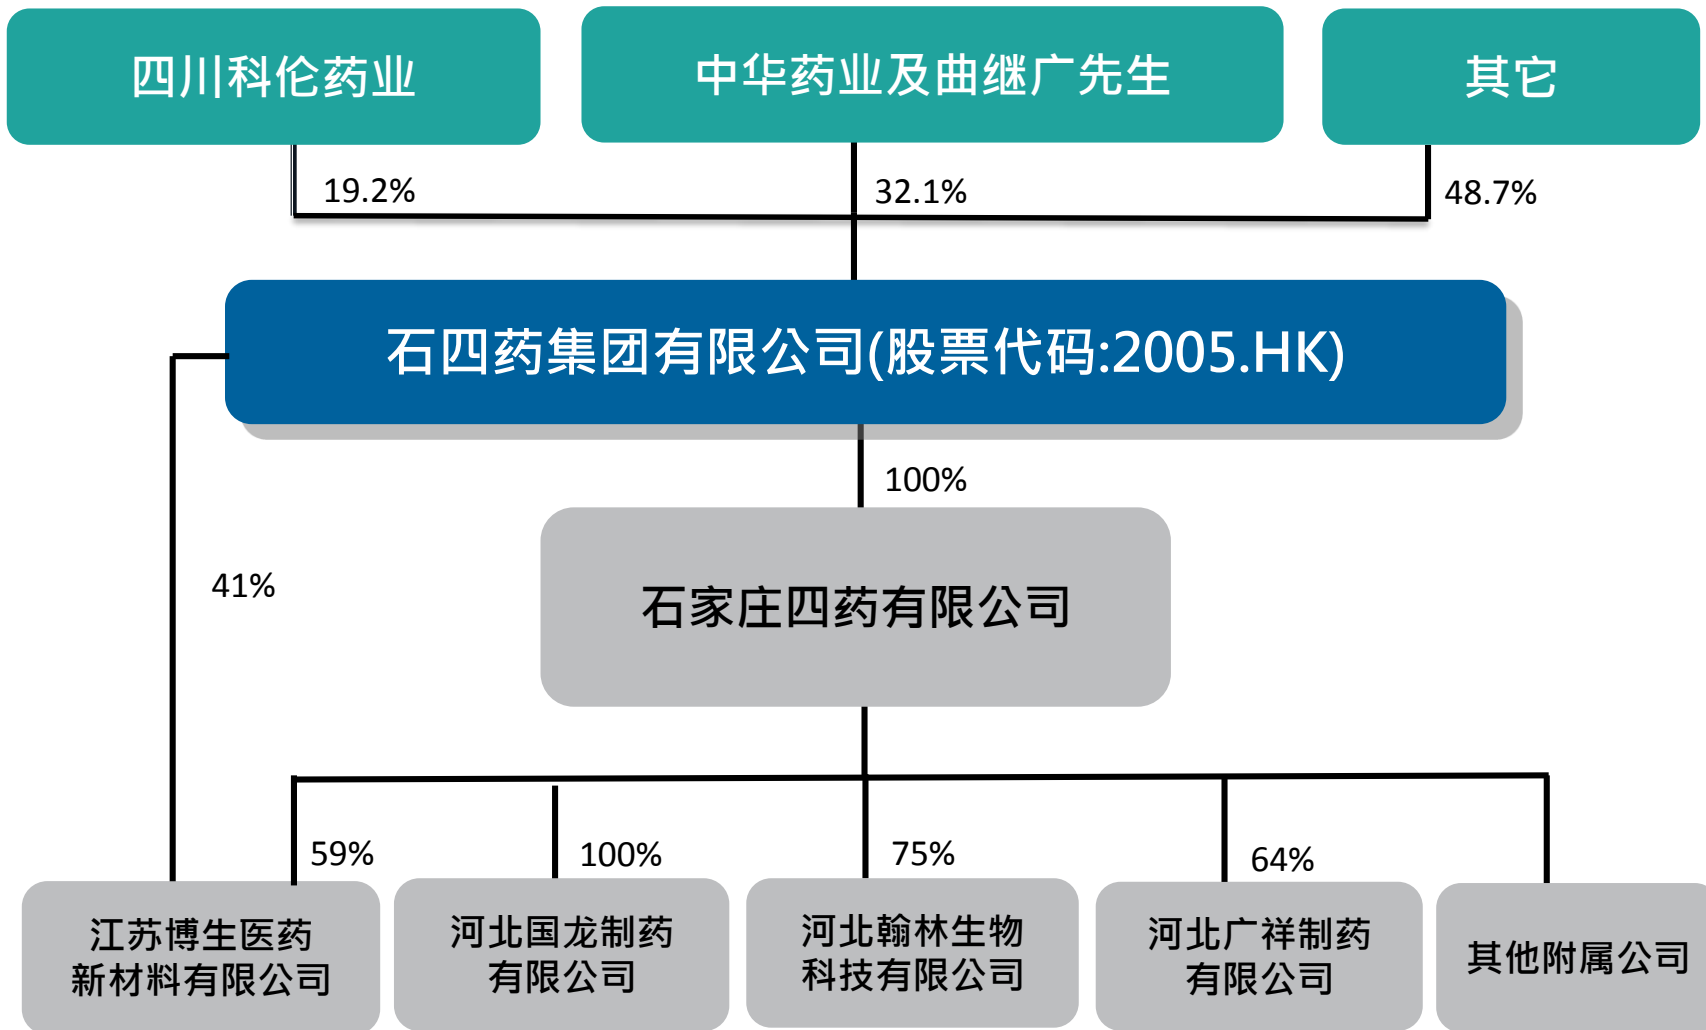 四川科伦药业
中华药业及曲继广先生
其它
19.2%
32.1%
48.7%
石四药集团有限公司(股票代码:2005.HK)
100%
41%
石家庄四药有限公司
59%
100%
75%
64%
江苏博生医药
新材料有限公司
河北国龙制药
有限公司
河北翰林生物
科技有限公司
河北广祥制药
有限公司
其他附属公司